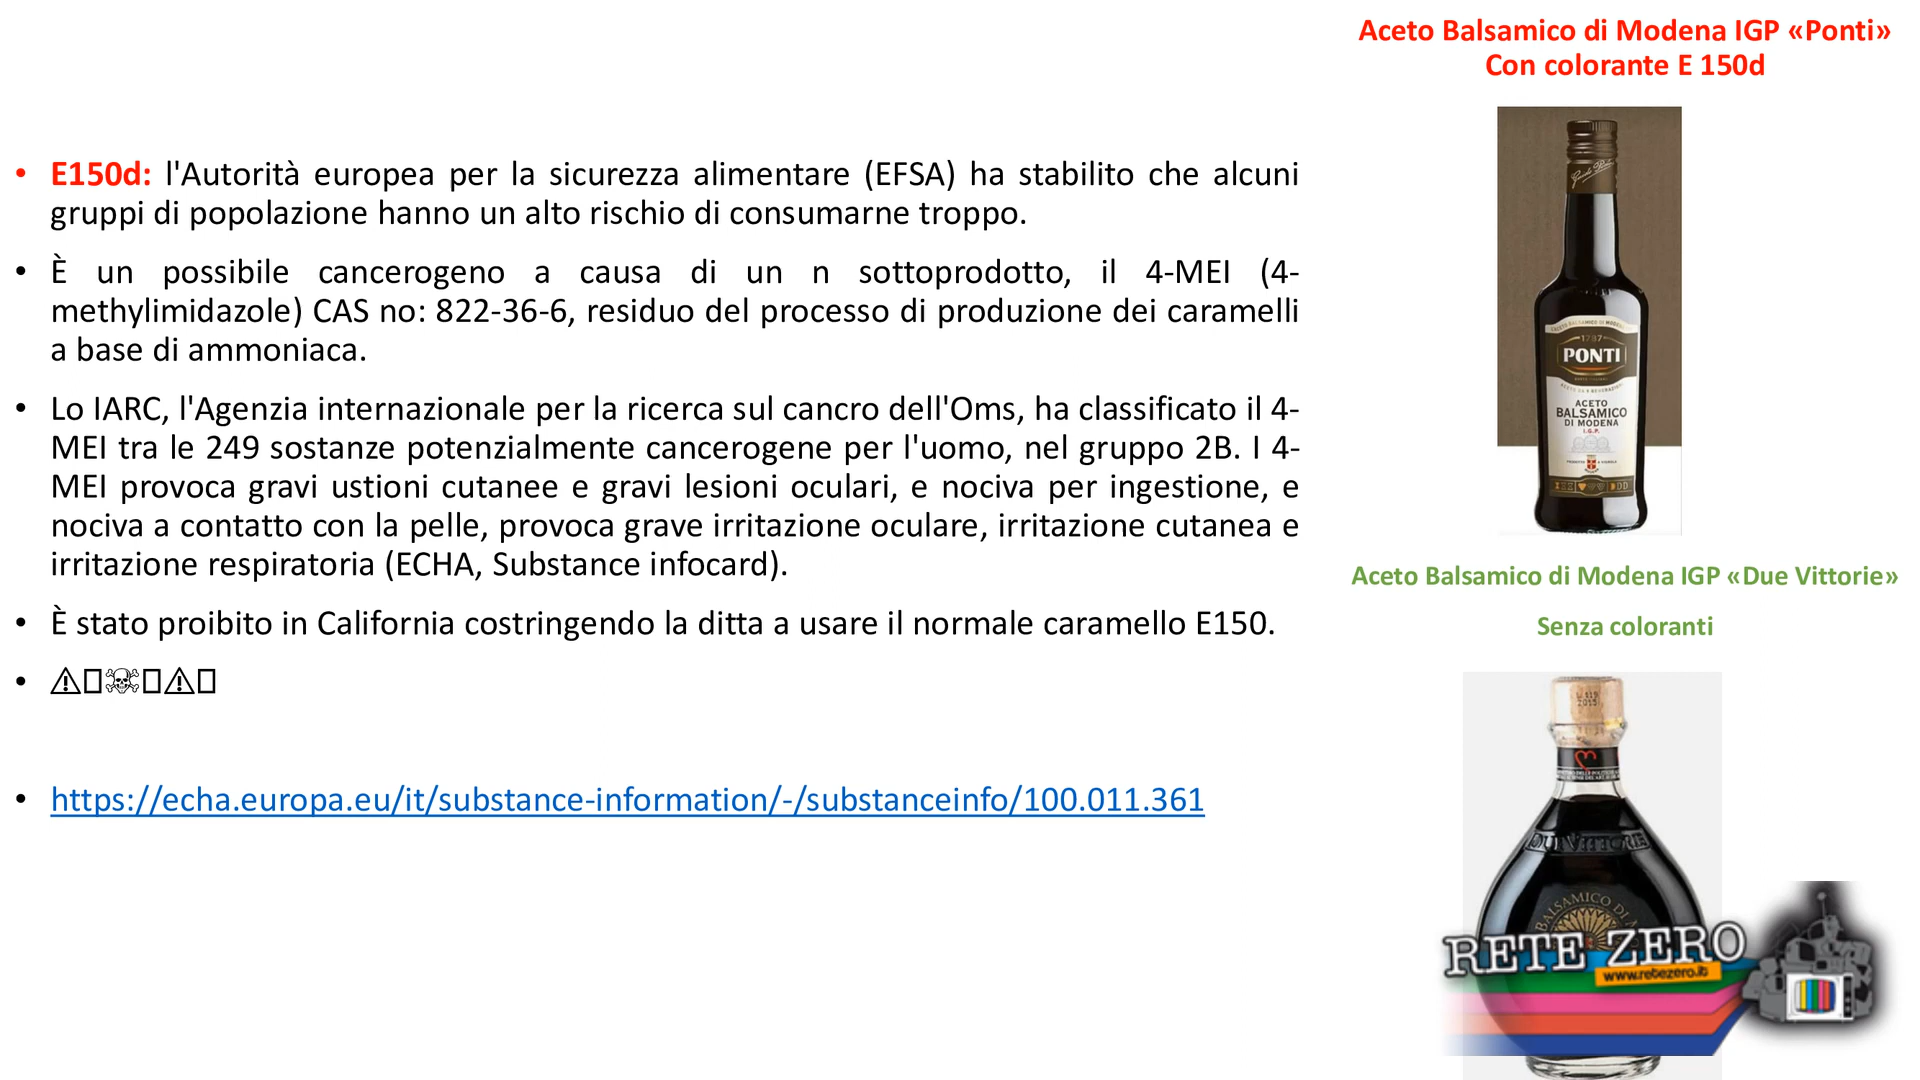 Aceto Balsamico di Modena IGP «Ponti»
Con colorante E 150d
• E150d: l'Autorità europea per la sicurezza alimentare (EFSA) ha stabilito che alcuni
gruppi di popolazione hanno un alto rischio di consumarne troppo.
• È un possibile cancerogeno a causa di un n sottoprodotto, il 4-MEI (4-
methylimidazole) CAS no: 822-36-6, residuo del processo di produzione dei caramelli
a base di ammoniaca.
• Lo IARC, l'Agenzia internazionale per la ricerca sul cancro dell'Oms, ha classificato il 4-
MEI tra le 249 sostanze potenzialmente cancerogene per l'uomo, nel gruppo 2B. I 4-
MEI provoca gravi ustioni cutanee e gravi lesioni oculari, e nociva per ingestione, e
nociva a contatto con la pelle, provoca grave irritazione oculare, irritazione cutanea e
irritazione respiratoria (ECHA, Substance infocard).
• È stato proibito in California costringendo la ditta a usare il normale caramello E150.
• ⚠☠⚠
• https://echa.europa.eu/it/substance-information/-/substanceinfo/100.011.361
1787
PONTI
ACETO
BALSAMICO
DI MODENA
I.G.P.
Aceto Balsamico di Modena IGP «Due Vittorie»
Senza coloranti
DUE VITTORIE
BALSAMICO DI
RETE ZERO
www.retezero.it